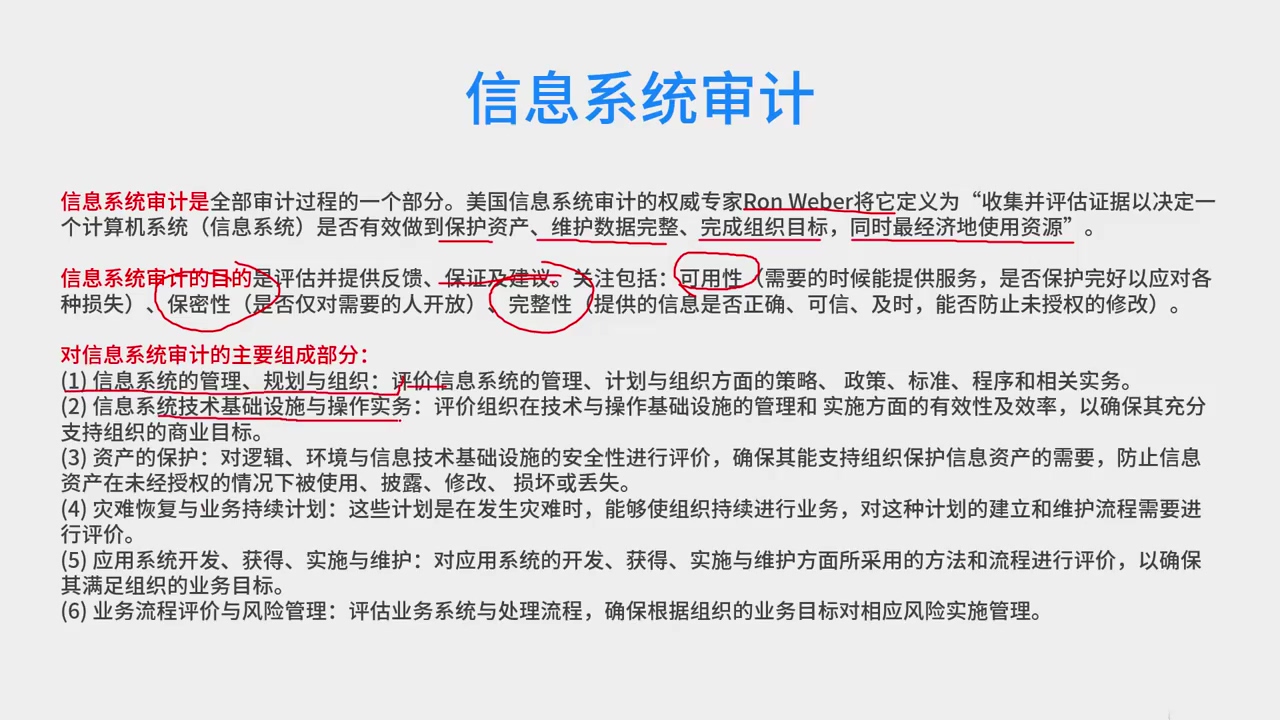 信息系统审计
信息系统审计是全部审计过程的一个部分。美国信息系统审计的权威专家Ron Weber将它定义为“收集并评估证据以决定一
个计算机系统（信息系统）是否有效做到保护资产、维护数据完整、完成组织目标，同时最经济地使用资源”。
信息系统审计的目的是评估并提供反馈、保证及建议。关注包括：可用性（需要的时候能提供服务，是否保护完好以应对各
种损失）、保密性（是否仅对需要的人开放）、完整性（提供的信息是否正确、可信、及时，能否防止未授权的修改）。
对信息系统审计的主要组成部分：
(1) 信息系统的管理、规划与组织：评价信息系统的管理、计划与组织方面的策略、 政策、标准、程序和相关实务。
(2) 信息系统技术基础设施与操作实务：评价组织在技术与操作基础设施的管理和 实施方面的有效性及效率，以确保其充分
支持组织的商业目标。
(3) 资产的保护：对逻辑、环境与信息技术基础设施的安全性进行评价，确保其能支持组织保护信息资产的需要，防止信息
资产在未经授权的情况下被使用、披露、修改、 损坏或丢失。
(4) 灾难恢复与业务持续计划：这些计划是在发生灾难时，能够使组织持续进行业务，对这种计划的建立和维护流程需要进
行评价。
(5) 应用系统开发、获得、实施与维护：对应用系统的开发、获得、实施与维护方面所采用的方法和流程进行评价，以确保
其满足组织的业务目标。
(6) 业务流程评价与风险管理：评估业务系统与处理流程，确保根据组织的业务目标对相应风险实施管理。